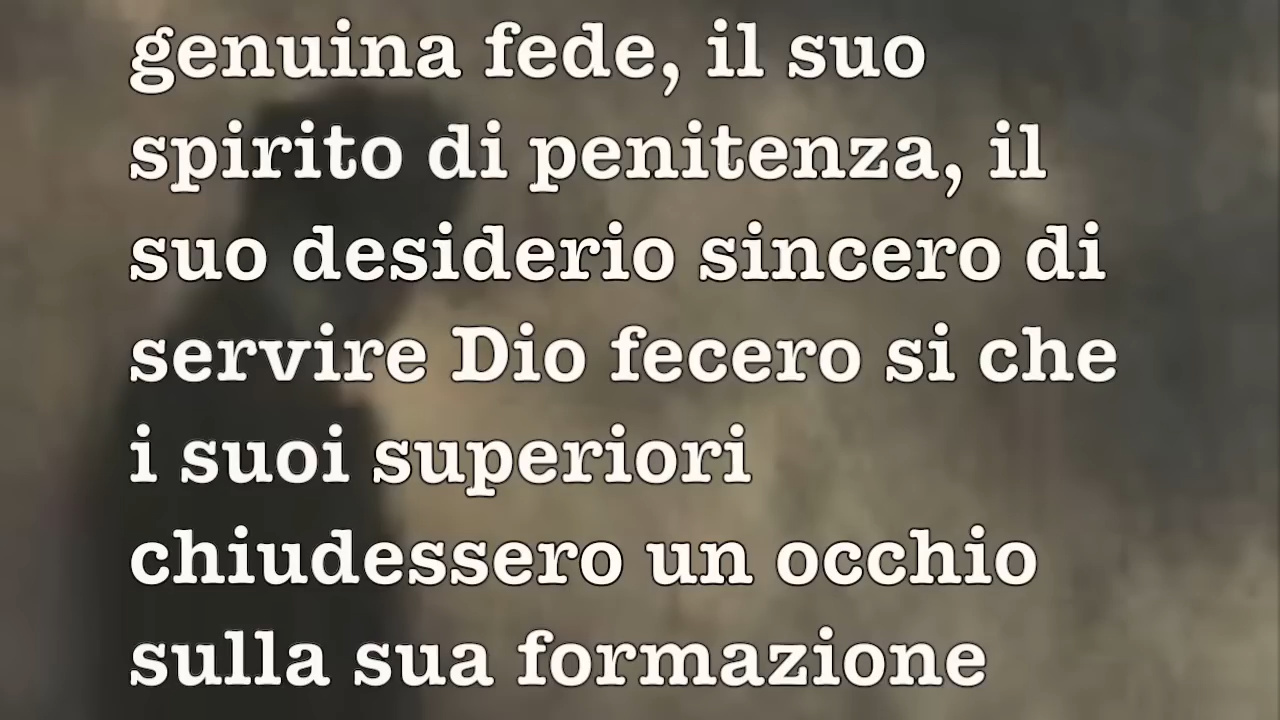 genuina fede, il suo
spirito di penitenza, il
suo desiderio sincero di
servire Dio fecero si che
i suoi superiori
chiudessero un occhio
sulla sua formazione